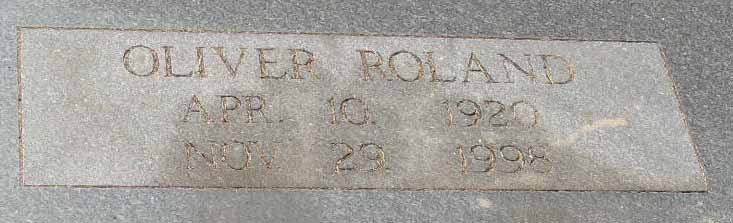 OLIVER ROLAND
APR. 10. 1920
NOV. 29. 1998